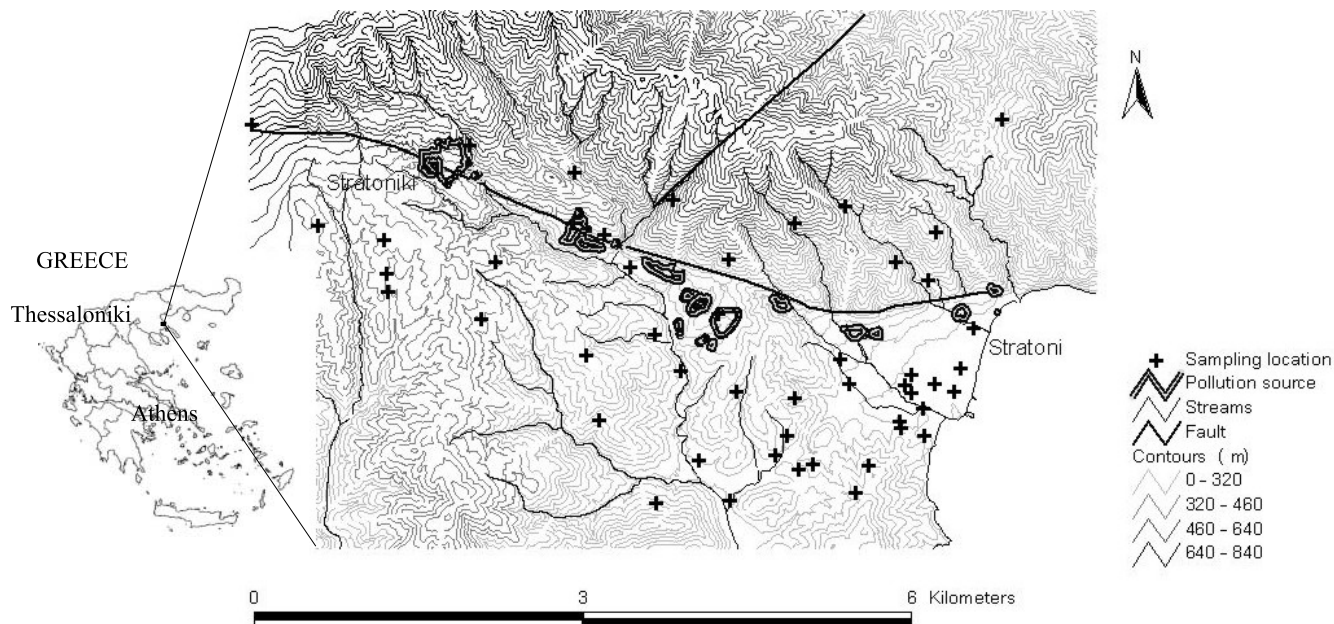 N
Stratoniki
GREECE
Thessaloniki
Athens
Stratoni
Sampling location
Pollution source
Streams
Fault
Contours ( m)
0 - 320
320 - 460
460 - 640
640 - 840
0 3 6 Kilometers